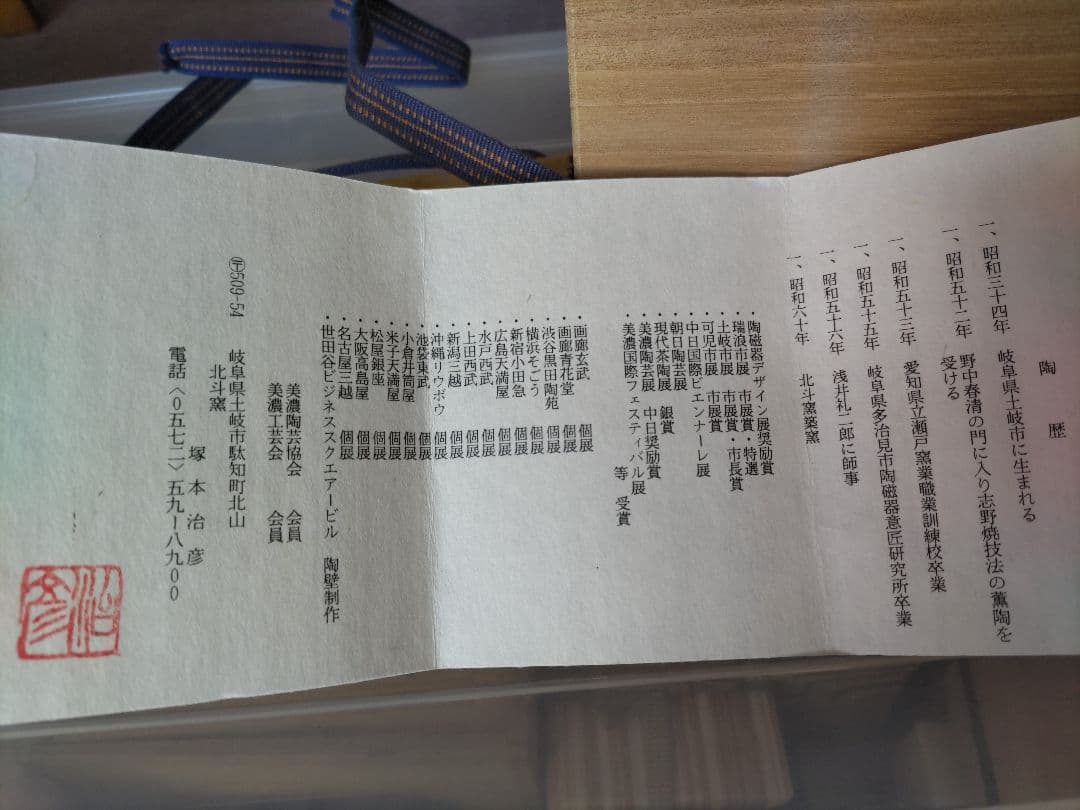 陶歴
一、昭和三十四年 岐阜県土岐市に生まれる
一、昭和五十二年 野中春清の門に入り志野焼技法の薫陶を
受ける
一、昭和五十三年 愛知県立瀬戸窯業職業訓練校卒業
一、昭和五十五年 岐阜県多治見市陶磁器意匠研究所卒業
一、昭和五十六年 浅井礼二郎に師事
一、昭和六十年 北斗窯築窯
・陶磁器デザイン展奨励賞
・瑞浪市展 市展賞・特選
・土岐市展 市展賞・市長賞
・可児市展 市展賞
・中日国際ビエンナーレ展
・朝日陶芸展
・現代茶陶展 銀賞
・美濃陶芸展 中日奨励賞
・美濃国際フェスティバル展
等 受賞
・画廊玄武 個展
・画廊青花堂 個展
・渋谷黒田陶苑 個展
・横浜そごう 個展
・新宿小田急 個展
・広島天満屋 個展
・水戸西武 個展
・上田西武 個展
・新潟三越 個展
・沖縄リウボウ 個展
・池袋東武 個展
・小倉井筒屋 個展
・米子天満屋 個展
・松屋銀座 個展
・大阪高島屋 個展
・名古屋三越 個展
・世田谷ビジネススクエアービル 陶壁制作
美濃陶芸協会 会員
美濃工芸会 会員
〶509-54 岐阜県土岐市駄知町北山
北斗窯
塚本治彦
電話〈〇五七二〉五九ー八九〇〇
治彦